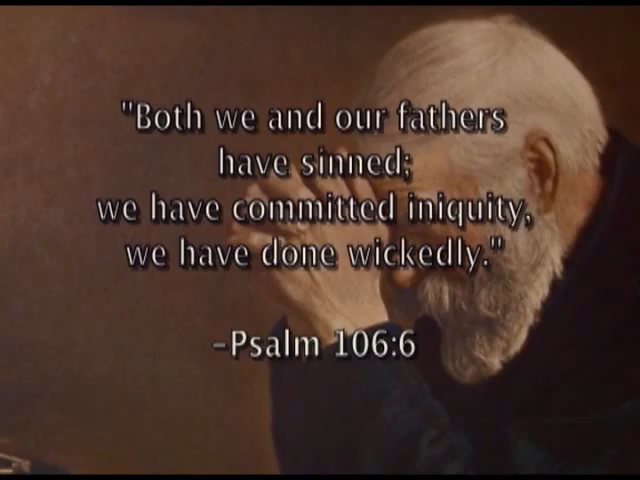 "Both we and our fathers
have sinned;
we have committed iniquity,
we have done wickedly."
–Psalm 106:6